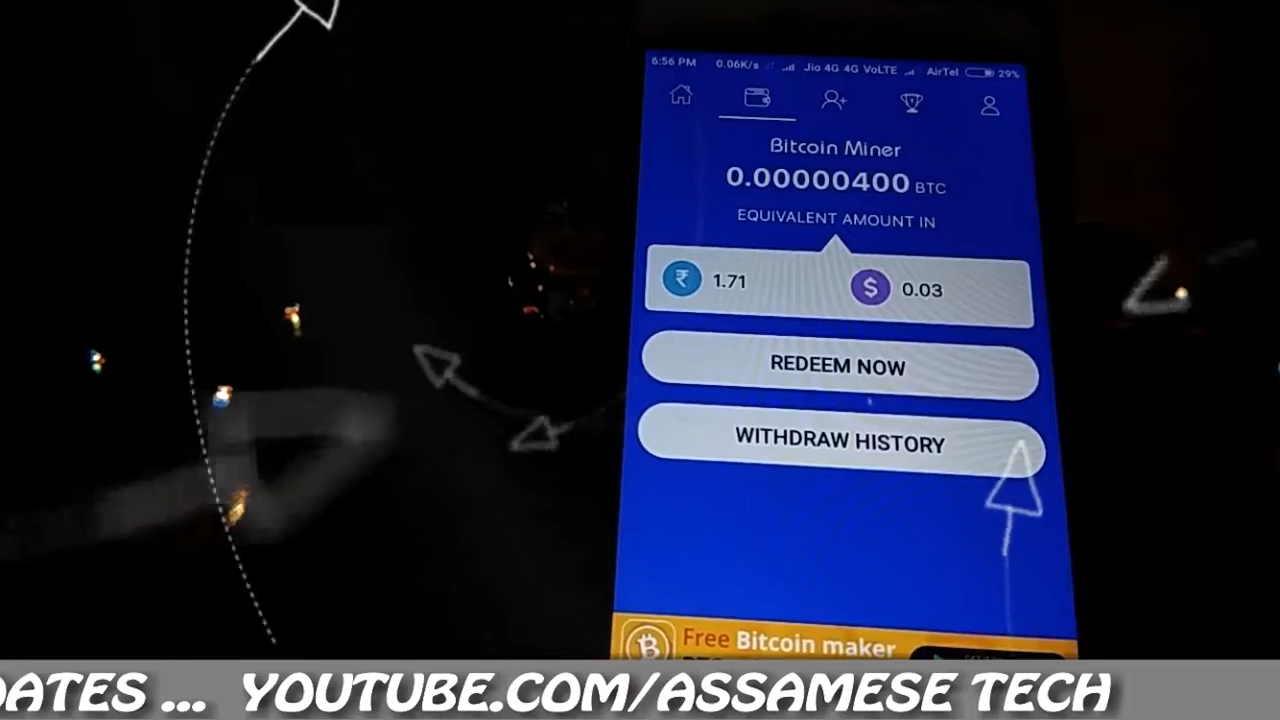 6:56 PM 0.06K/s Jio 4G 4G VoLTE AirTel 29%
Bitcoin Miner
0.00000400 BTC
EQUIVALENT AMOUNT IN
₹ 1.71 $ 0.03
REDEEM NOW
WITHDRAW HISTORY
Free Bitcoin maker
DATES ... YOUTUBE.COM/ASSAMESE TECH